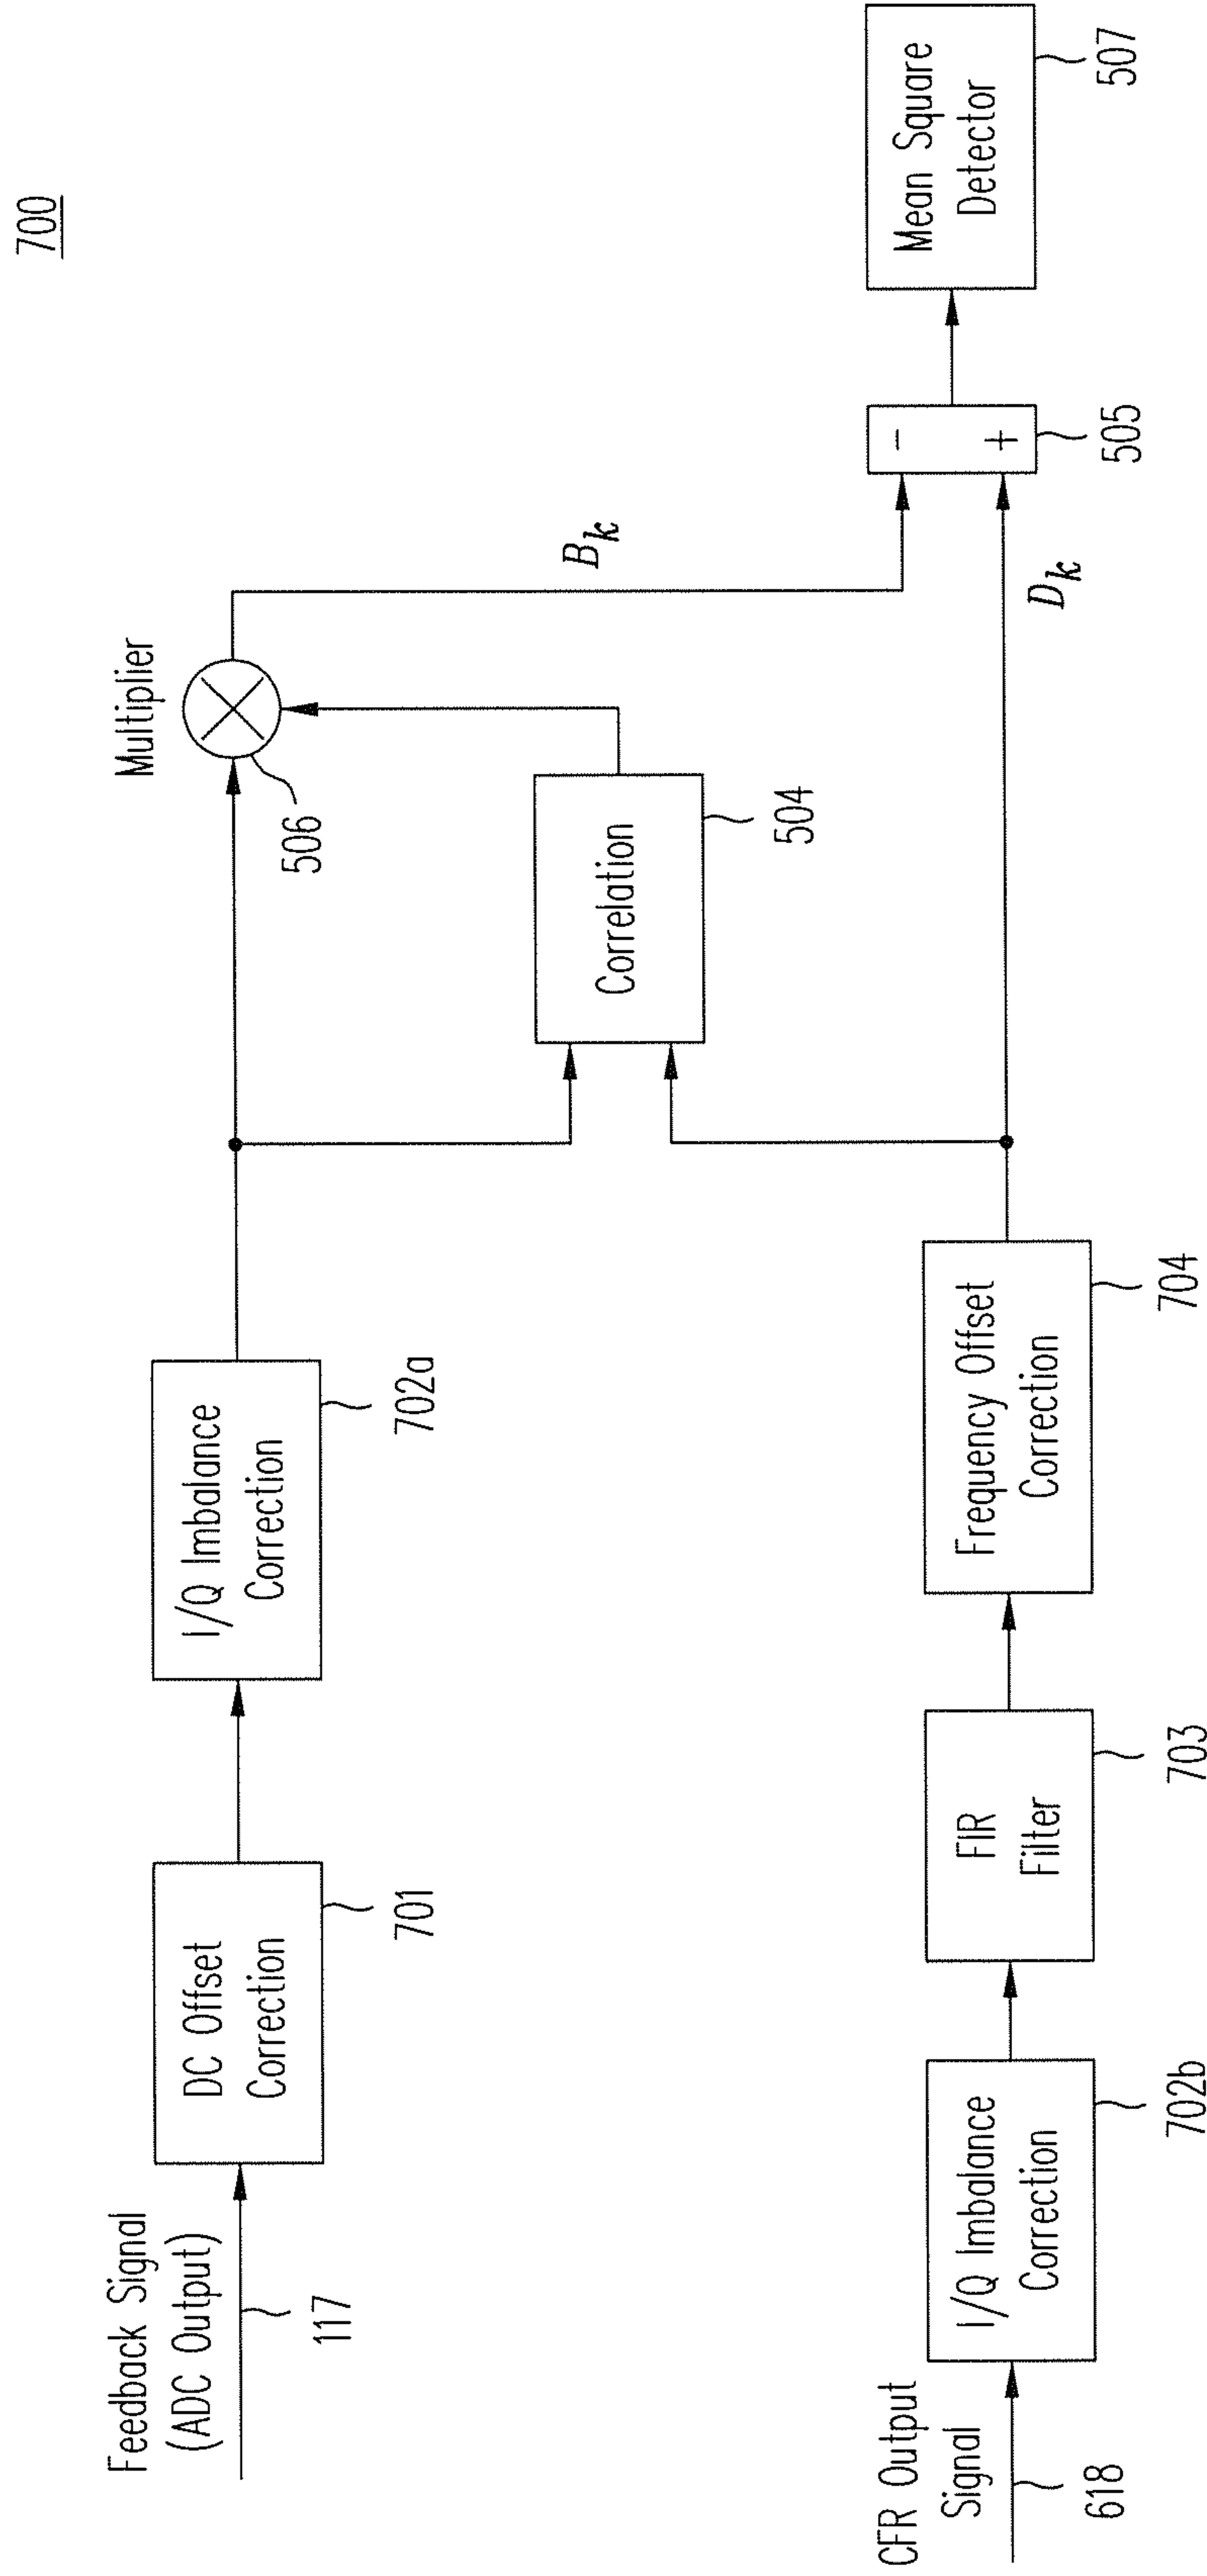 700
Feedback Signal
(ADC Output)
117
DC Offset
Correction
701
I/Q Imbalance
Correction
702a
Multiplier
506
Correlation
504
B_k
CFR Output
Signal
618
I/Q Imbalance
Correction
702b
FIR
Filter
703
Frequency Offset
Correction
704
D_k
-
+
505
Mean Square
Detector
507